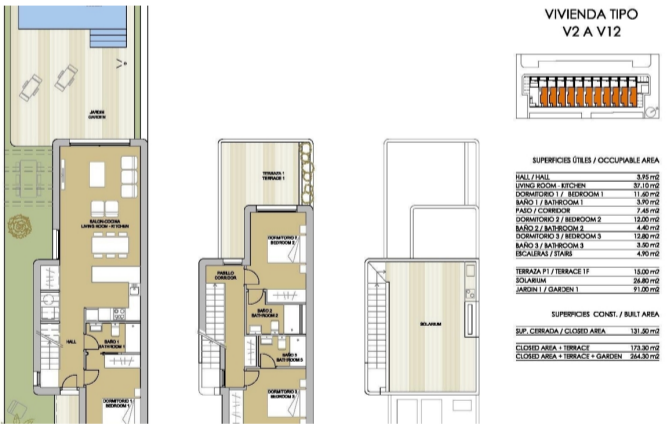 VIVIENDA TIPO
V2 A V12
SUPERFICIES ÚTILES / OCCUPIABLE AREA
HALL / HALL 3.95 m2
LIVING ROOM - KITCHEN 37.10 m2
DORMITORIO 1 / BEDROOM 1 11.60 m2
BAÑO 1 / BATHROOM 1 3.90 m2
PASO / CORRIDOR 7.45 m2
DORMITORIO 2 / BEDROOM 2 12.00 m2
BAÑO 2 / BATHROOM 2 4.40 m2
DORMITORIO 3 / BEDROOM 3 12.80 m2
BAÑO 3 / BATHROOM 3 3.50 m2
ESCALERAS / STAIRS 4.90 m2
TERRAZA P1 / TERRACE 1F 15.00 m2
SOLARIUM 26.80 m2
JARDIN 1 / GARDEN 1 91.00 m2
SUPERFICIES CONST. / BUILT AREA
SUP. CERRADA / CLOSED AREA 131.50 m2
CLOSED AREA + TERRACE 173.30 m2
CLOSED AREA + TERRACE + GARDEN 264.30 m2
JARDIN
GARDEN
SALON-COCINA
LIVING ROOM - KITCHEN
HALL
BAÑO 1
BATHROOM 1
DORMITORIO 1
BEDROOM 1
TERRAZA 1
TERRACE 1
DORMITORIO 2
BEDROOM 2
PASILLO
CORRIDOR
BAÑO 2
BATHROOM 2
BAÑO 3
BATHROOM 3
DORMITORIO 3
BEDROOM 3
SOLARIUM